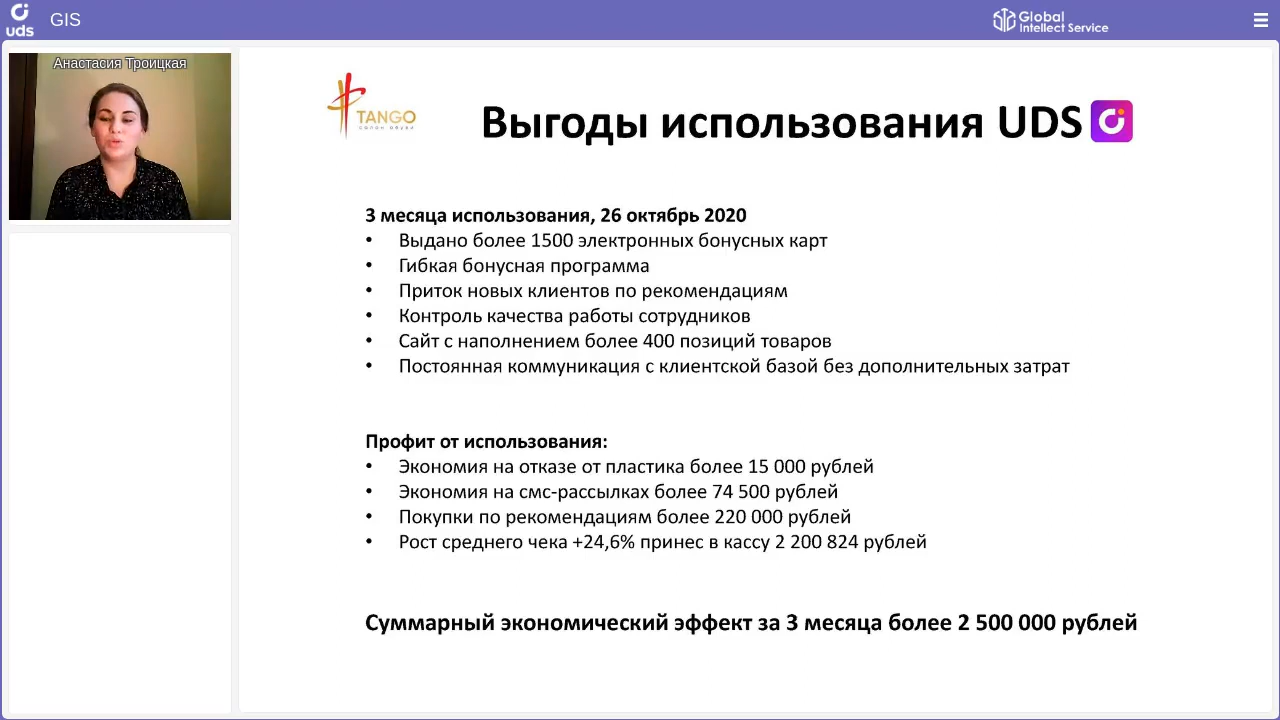 uds
GIS
Global
Intellect Service
Анастасия Троицкая
TANGO
салон обуви
Выгоды использования UDS
3 месяца использования, 26 октябрь 2020
• Выдано более 1500 электронных бонусных карт
• Гибкая бонусная программа
• Приток новых клиентов по рекомендациям
• Контроль качества работы сотрудников
• Сайт с наполнением более 400 позиций товаров
• Постоянная коммуникация с клиентской базой без дополнительных затрат
Профит от использования:
• Экономия на отказе от пластика более 15 000 рублей
• Экономия на смс-рассылках более 74 500 рублей
• Покупки по рекомендациям более 220 000 рублей
• Рост среднего чека +24,6% принес в кассу 2 200 824 рублей
Суммарный экономический эффект за 3 месяца более 2 500 000 рублей